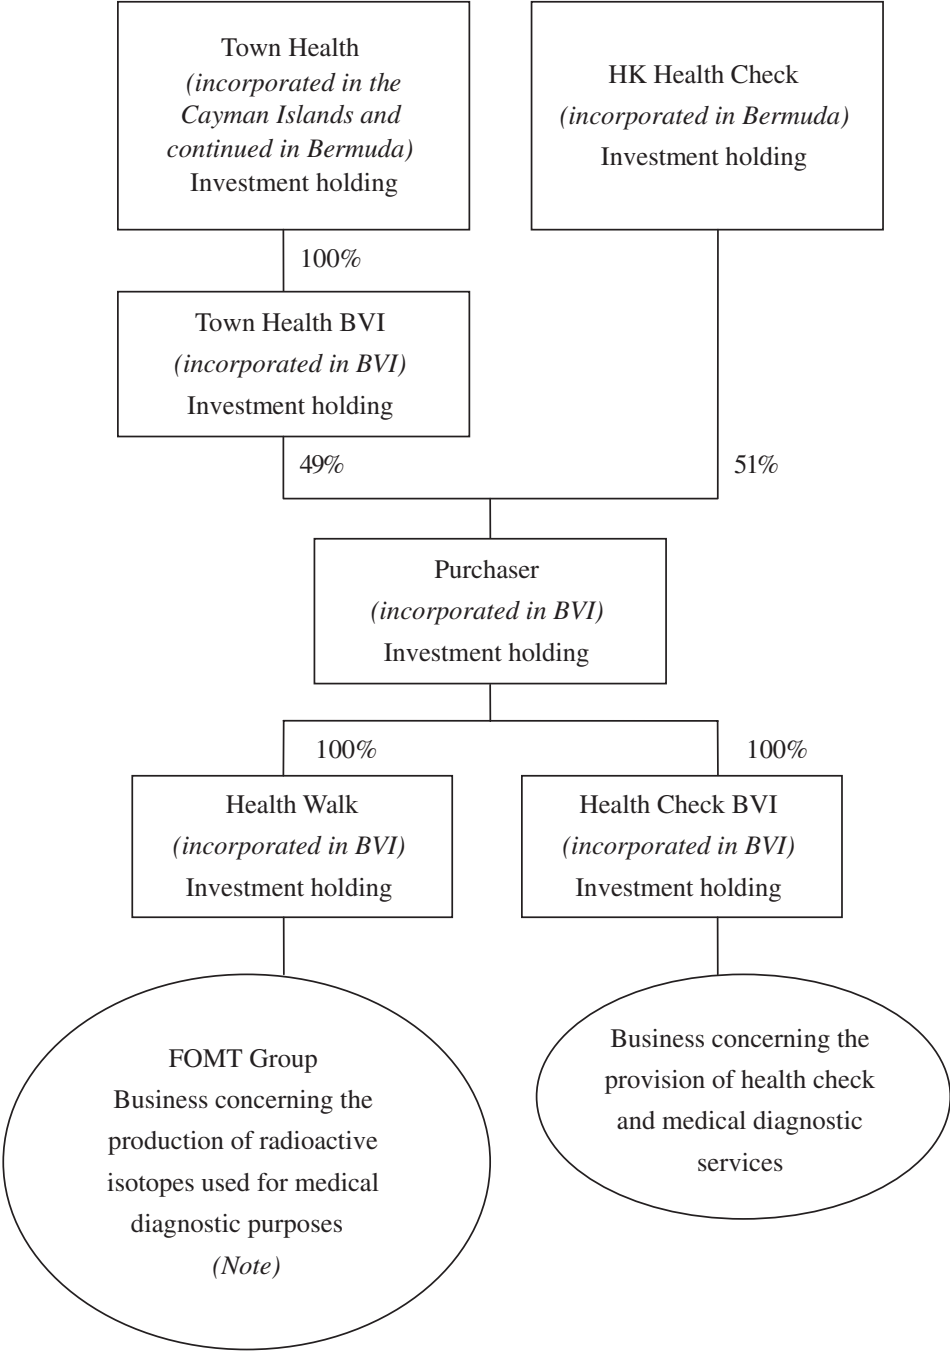 Town Health
(incorporated in the
Cayman Islands and
continued in Bermuda)
Investment holding
HK Health Check
(incorporated in Bermuda)
Investment holding
100%
Town Health BVI
(incorporated in BVI)
Investment holding
49%
51%
Purchaser
(incorporated in BVI)
Investment holding
100%
100%
Health Walk
(incorporated in BVI)
Investment holding
Health Check BVI
(incorporated in BVI)
Investment holding
FOMT Group
Business concerning the
production of radioactive
isotopes used for medical
diagnostic purposes
(Note)
Business concerning the
provision of health check
and medical diagnostic
services